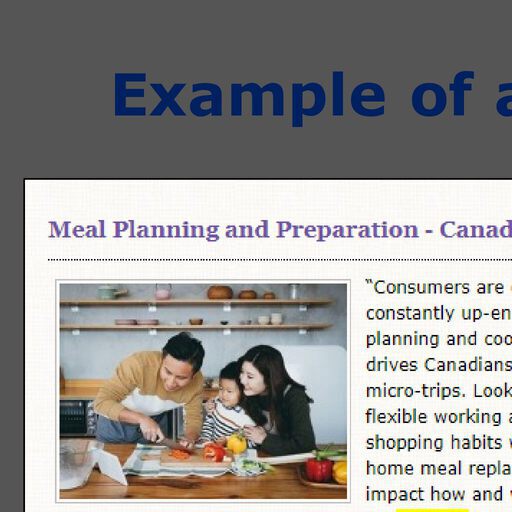 Example of a
Meal Planning and Preparation - Canad
“Consumers are
constantly up-en
planning and coo
drives Canadians
micro-trips. Look
flexible working a
shopping habits
home meal repla
impact how and